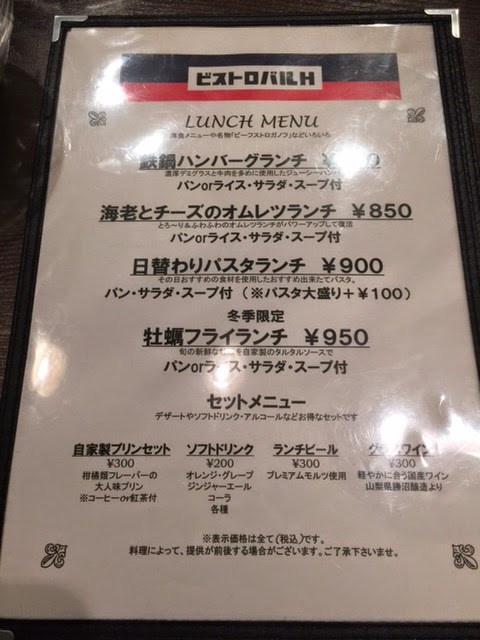 ビストロバルH
LUNCH MENU
洋食メニューや名物「ビーフストロガノフ」などいろいろ
鉄鍋ハンバーグランチ
濃厚デミグラスと牛肉を多めに使用したジューシーハンバーグ
パンorライス・サラダ・スープ付
海老とチーズのオムレツランチ ¥850
とろ～り&ふわふわのオムレツランチがパワーアップして復活
パンorライス・サラダ・スープ付
日替わりパスタランチ ¥900
その日おすすめの食材を使用したおすすめ出来たてパスタ。
パン・サラダ・スープ付 (※パスタ大盛り+¥100)
冬季限定
牡蠣フライランチ ¥950
旬の新鮮な を自家製のタルタルソースで
パンorライス・サラダ・スープ付
セットメニュー
デザートやソフトドリンク・アルコールなどお得なセットです
自家製プリンセット
¥300
柑橘類フレーバーの
大人味プリン
※コーヒーor紅茶付
ソフトドリンク
¥200
オレンジ・グレープ
ジンジャーエール
コーラ
各種
ランチビール
¥300
プレミアムモルツ使用
グラスワイン
¥300
軽やかに合う国産ワイン
山梨県勝沼醸造より
※表示価格は全て(税込)です。
料理によって、提供が前後する場合がございます。ご了承下さいませ。